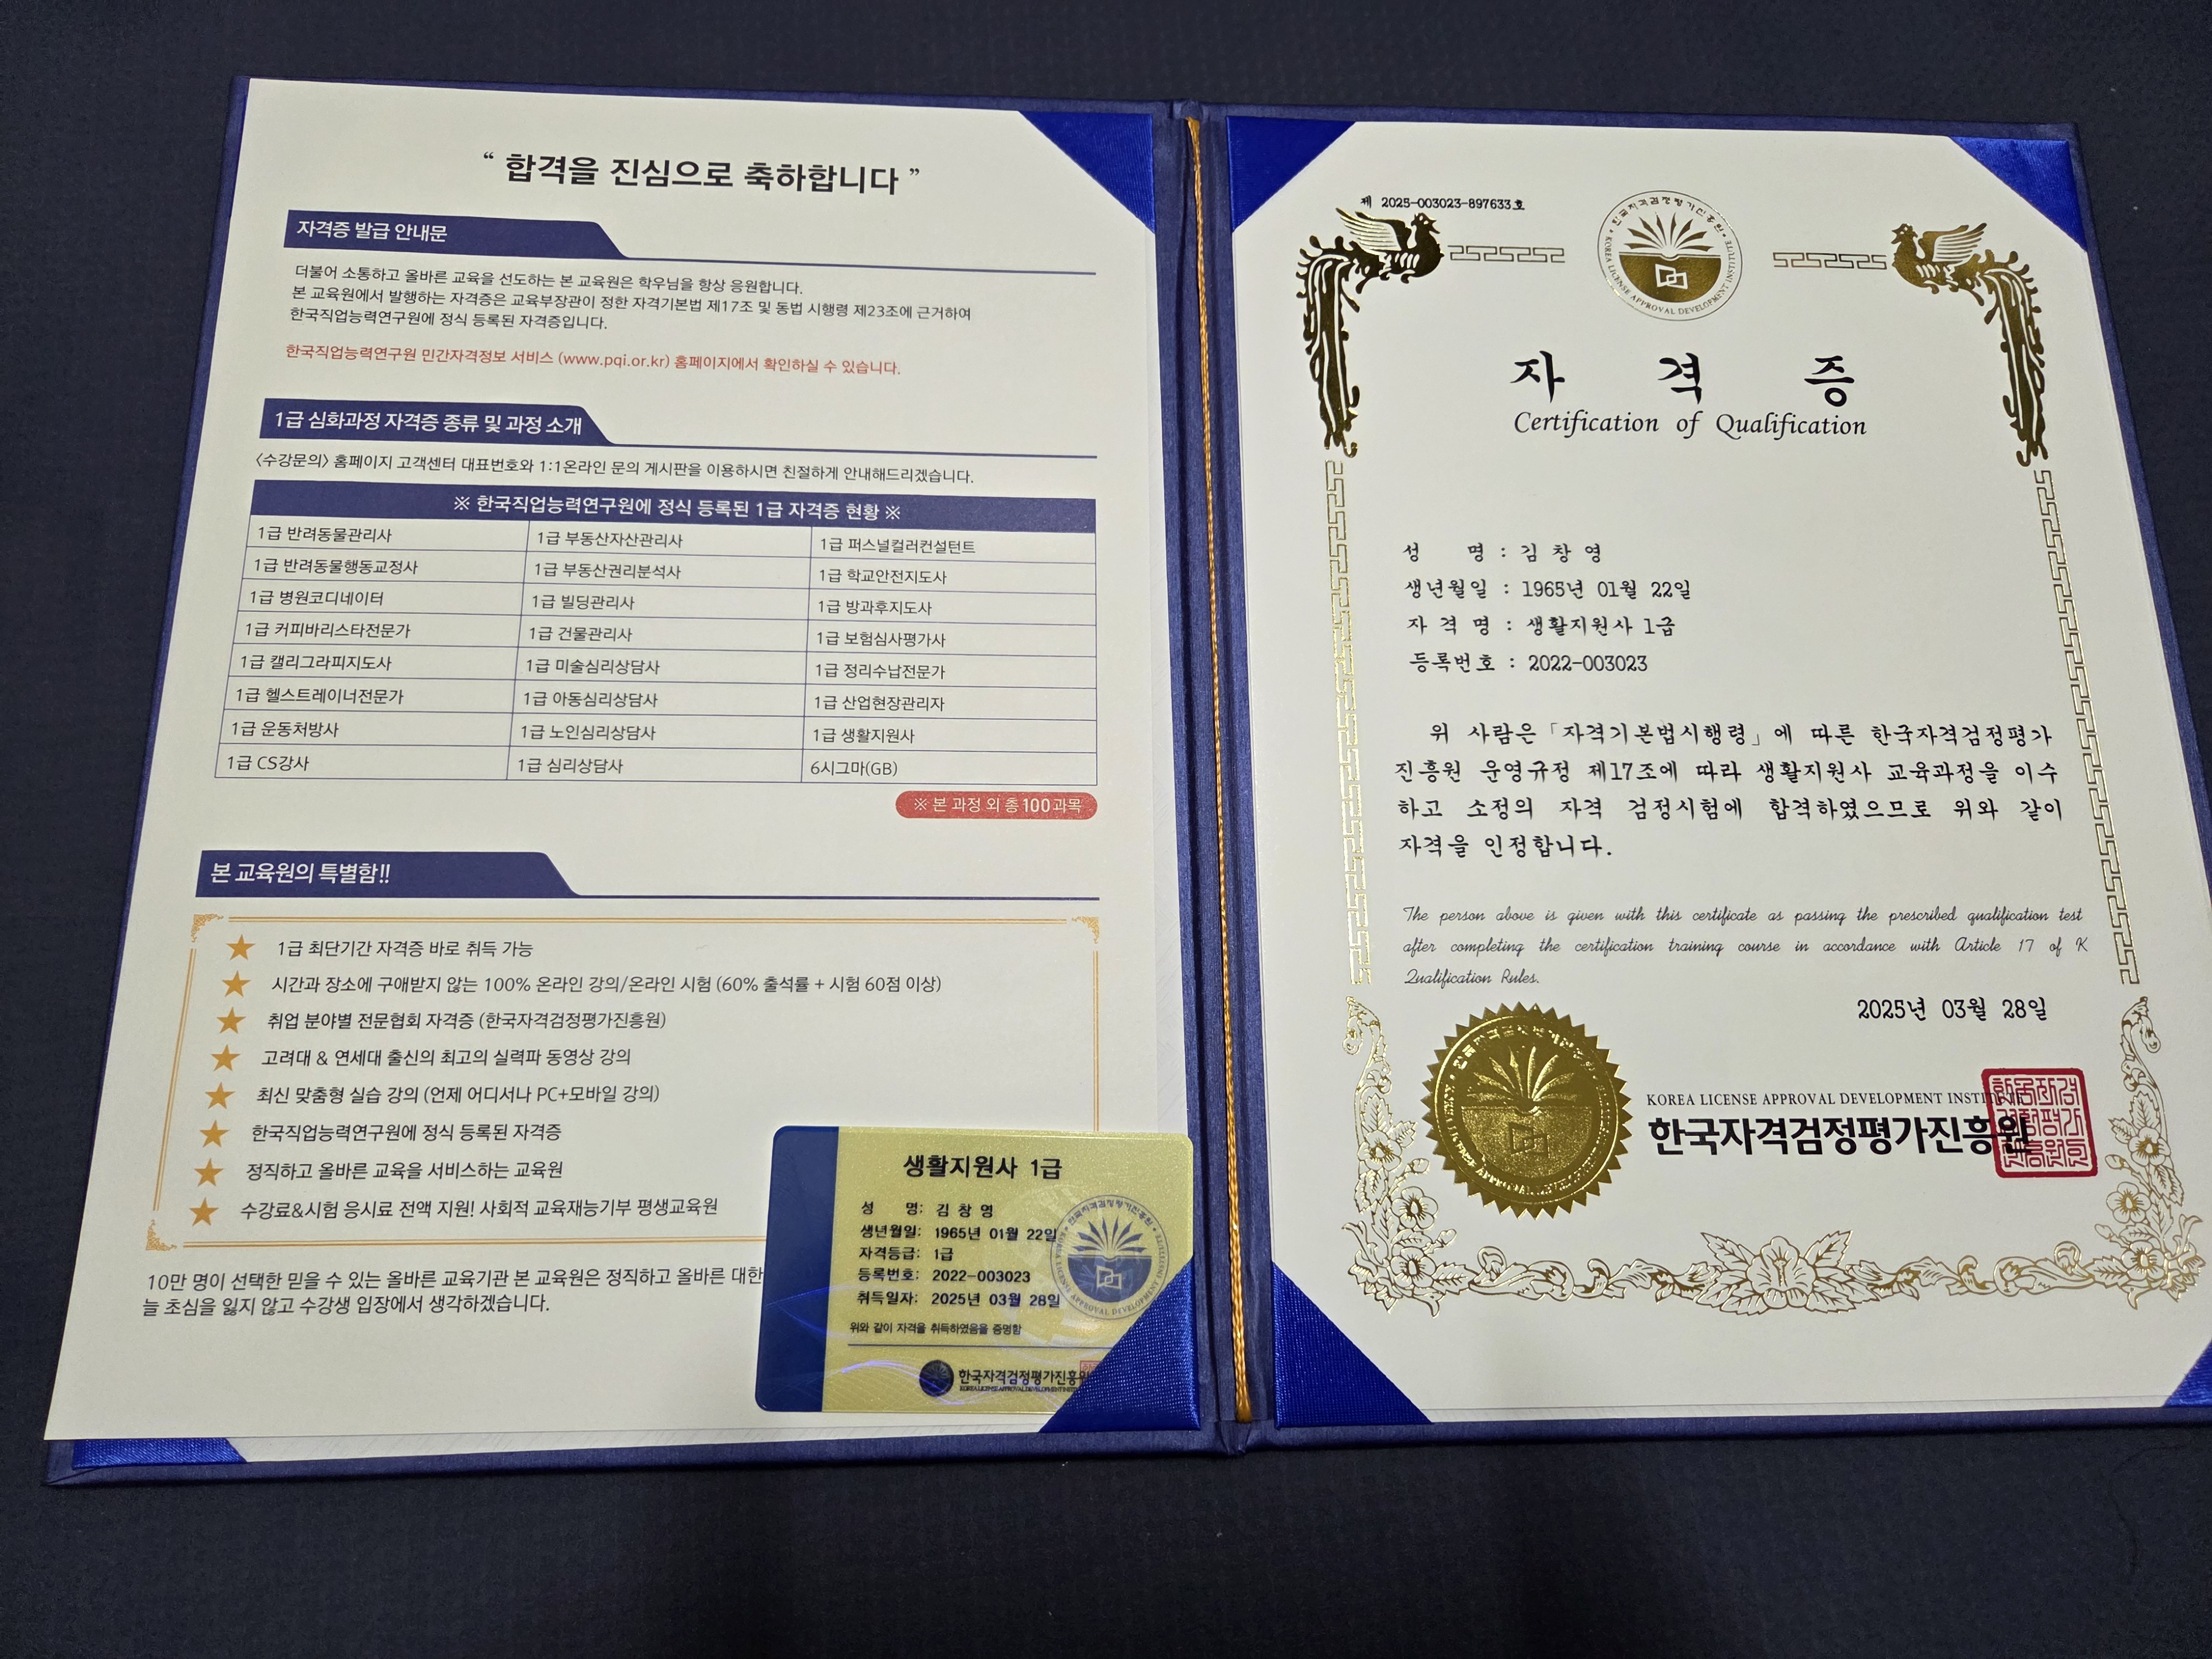 “ 합격을 진심으로 축하합니다 ”
자격증 발급 안내문
더불어 소통하고 올바른 교육을 선도하는 본 교육원은 학우님을 항상 응원합니다.
본 교육원에서 발행하는 자격증은 교육부장관이 정한 자격기본법 제17조 및 동법 시행령 제23조에 근거하여
한국직업능력연구원에 정식 등록된 자격증입니다.
한국직업능력연구원 민간자격정보 서비스 (www.pqi.or.kr) 홈페이지에서 확인하실 수 있습니다.
1급 심화과정 자격증 종류 및 과정 소개
<수강문의> 홈페이지 고객센터 대표번호와 1:1온라인 문의 게시판을 이용하시면 친절하게 안내해드리겠습니다.
※ 한국직업능력연구원에 정식 등록된 1급 자격증 현황 ※
1급 반려동물관리사 1급 부동산자산관리사 1급 퍼스널컬러컨설턴트
1급 반려동물행동교정사 1급 부동산권리분석사 1급 학교안전지도사
1급 병원코디네이터 1급 빌딩관리사 1급 방과후지도사
1급 커피바리스타전문가 1급 건물관리사 1급 보험심사평가사
1급 캘리그라피지도사 1급 미술심리상담사 1급 정리수납전문가
1급 헬스트레이너전문가 1급 아동심리상담사 1급 산업현장관리자
1급 운동처방사 1급 노인심리상담사 1급 생활지원사
1급 CS강사 1급 심리상담사 6시그마(GB)
※ 본 과정 외 총 100과목
본 교육원의 특별함!!
★ 1급 최단기간 자격증 바로 취득 가능
★ 시간과 장소에 구애받지 않는 100% 온라인 강의/온라인 시험 (60% 출석률 + 시험 60점 이상)
★ 취업 분야별 전문협회 자격증 (한국자격검정평가진흥원)
★ 고려대 & 연세대 출신의 최고의 실력파 동영상 강의
★ 최신 맞춤형 실습 강의 (언제 어디서나 PC+모바일 강의)
★ 한국직업능력연구원에 정식 등록된 자격증
★ 정직하고 올바른 교육을 서비스하는 교육원
★ 수강료&시험 응시료 전액 지원! 사회적 교육재능기부 평생교육원
10만 명이 선택한 믿을 수 있는 올바른 교육기관 본 교육원은 정직하고 올바른 대한
늘 초심을 잃지 않고 수강생 입장에서 생각하겠습니다.
생활지원사 1급
성 명: 김 창 영
생년월일: 1965년 01월 22일
자격등급: 1급
등록번호: 2022-003023
취득일자: 2025년 03월 28일
위와 같이 자격을 취득하였음을 증명함
한국자격검정평가진흥원
제 2025-003023-897633호
한국자격검정평가진흥원
KOREA LICENSE APPROVAL DEVELOPMENT INSTITUTE
자 격 증
Certification of Qualification
성 명 : 김 창 영
생년월일 : 1965년 01월 22일
자 격 명 : 생활지원사 1급
등록번호 : 2022-003023
위 사람은 「자격기본법시행령」에 따른 한국자격검정평가
진흥원 운영규정 제17조에 따라 생활지원사 교육과정을 이수
하고 소정의 자격 검정시험에 합격하였으므로 위와 같이
자격을 인정합니다.
The person above is given with this certificate as passing the prescribed qualification test
after completing the certification training course in accordance with Article 17 of K
Qualification Rules.
2025년 03월 28일
KOREA LICENSE APPROVAL DEVELOPMENT INSTITUTE
한국자격검정평가진흥원